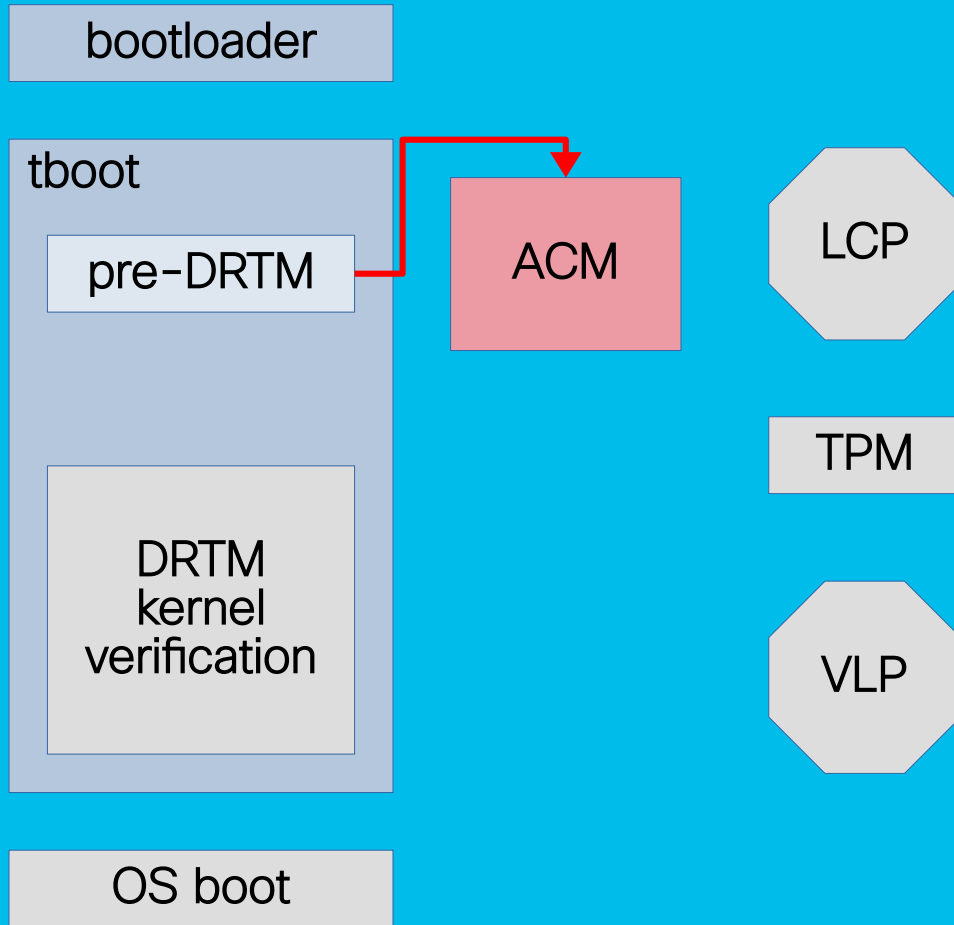 bootloader
tboot
pre-DRTM
ACM
LCP
TPM
DRTM
kernel
verification
VLP
OS boot